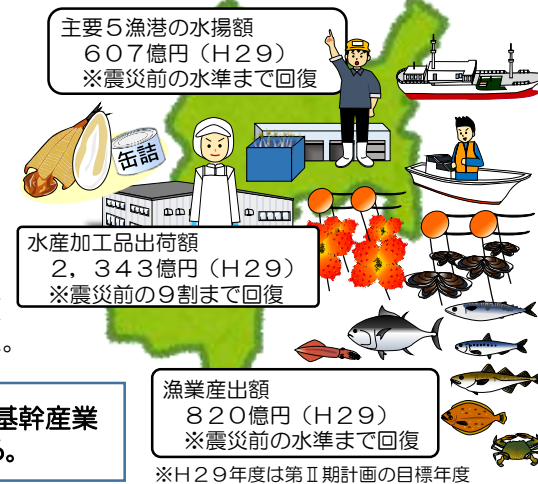 主要５漁港の水揚額
６０７億円（Ｈ２９）
※震災前の水準まで回復
缶詰
水産加工品出荷額
２，３４３億円（Ｈ２９）
※震災前の９割まで回復
。
漁業産出額
８２０億円（Ｈ２９）
※震災前の水準まで回復
基幹産業
る。
※Ｈ２９年度は第Ⅱ期計画の目標年度